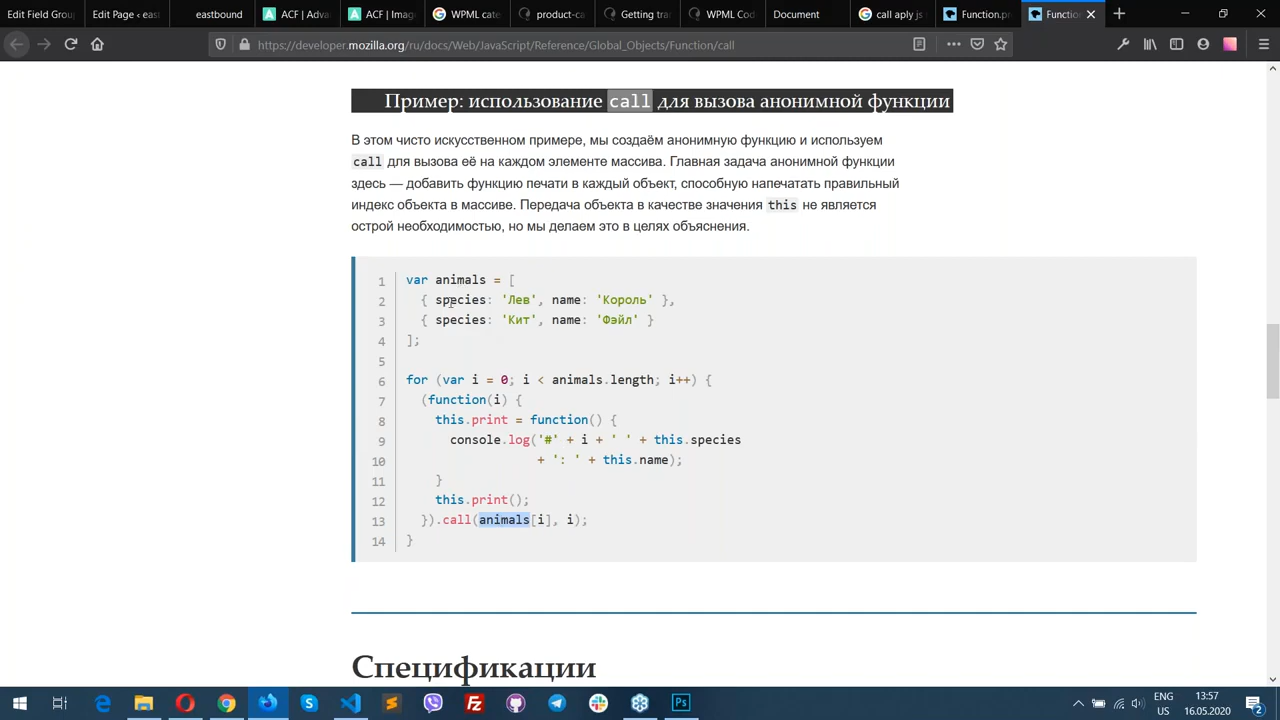 Edit Field Group
Edit Page ‹ east
eastbound
ACF | Adva
ACF | Imag
WPML cate
product-ca
Getting tra
WPML Cod
Document
call aply js
Function.pr
Function
https://developer.mozilla.org/ru/docs/Web/JavaScript/Reference/Global_Objects/Function/call
Пример: использование call для вызова анонимной функции
В этом чисто искусственном примере, мы создаём анонимную функцию и используем
call для вызова её на каждом элементе массива. Главная задача анонимной функции
здесь — добавить функцию печати в каждый объект, способную напечатать правильный
индекс объекта в массиве. Передача объекта в качестве значения this не является
острой необходимостью, но мы делаем это в целях объяснения.
1 var animals = [
2 { species: 'Лев', name: 'Король' },
3 { species: 'Кит', name: 'Фэйл' }
4 ];
5
6 for (var i = 0; i < animals.length; i++) {
7 (function(i) {
8 this.print = function() {
9 console.log('#' + i + ' ' + this.species
10 + ': ' + this.name);
11 }
12 this.print();
13 }).call(animals[i], i);
14 }
Спецификации
ENG
US
13:57
16.05.2020
2